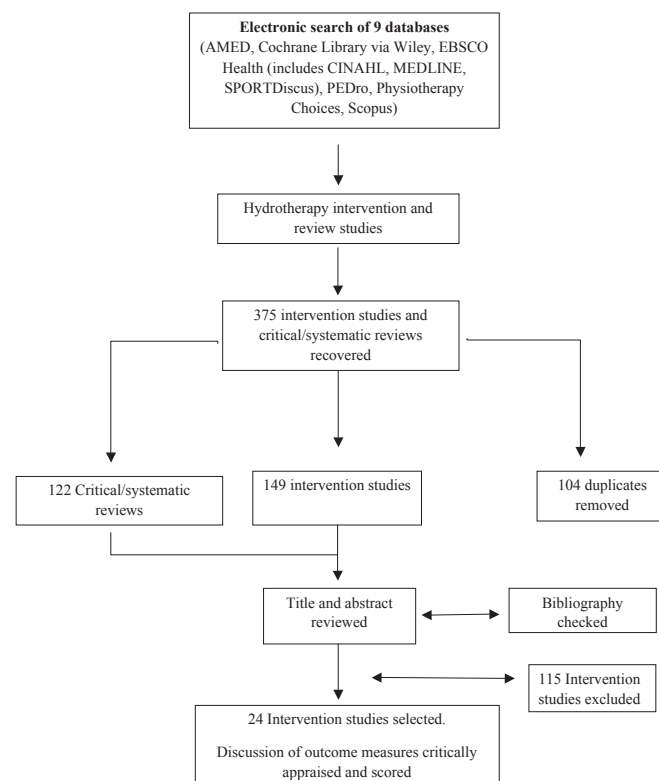 Electronic search of 9 databases
(AMED, Cochrane Library via Wiley, EBSCO
Health (includes CINAHL, MEDLINE,
SPORTDiscus), PEDro, Physiotherapy
Choices, Scopus)
Hydrotherapy intervention and
review studies
375 intervention studies and
critical/systematic reviews
recovered
122 Critical/systematic
reviews
149 intervention studies
104 duplicates
removed
Title and abstract
reviewed
Bibliography
checked
115 Intervention
studies excluded
24 Intervention studies selected.
Discussion of outcome measures critically
appraised and scored